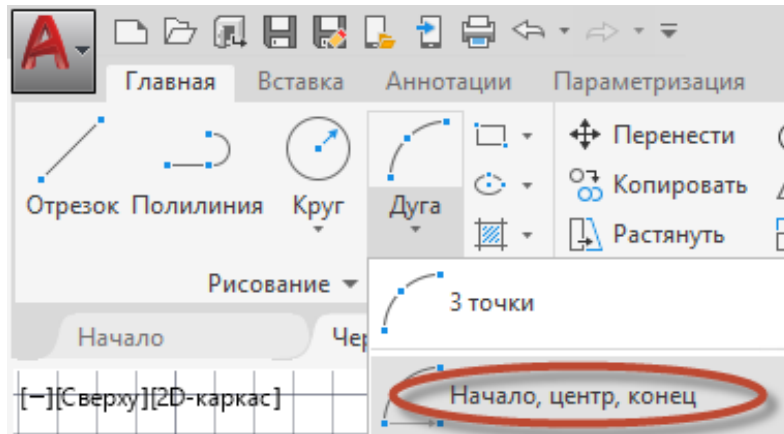 Главная Вставка Аннотации Параметризация
Отрезок Полилиния Круг Дуга
Перенести
Копировать
Растянуть
Рисование
3 точки
Начало
[−][Сверху][2D-каркас]
Начало, центр, конец